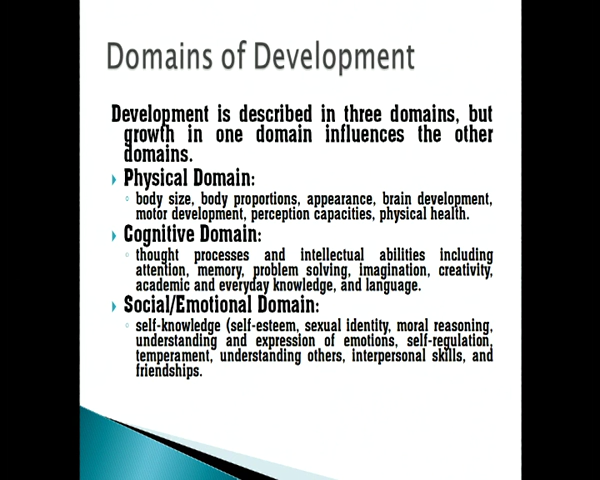 Domains of Development
Development is described in three domains, but
growth in one domain influences the other
domains.
Physical Domain:
body size, body proportions, appearance, brain development,
motor development, perception capacities, physical health.
Cognitive Domain:
thought processes and intellectual abilities including
attention, memory, problem solving, imagination, creativity,
academic and everyday knowledge, and language.
Social/Emotional Domain:
self-knowledge (self-esteem, sexual identity, moral reasoning,
understanding and expression of emotions, self-regulation,
temperament, understanding others, interpersonal skills, and
friendships.